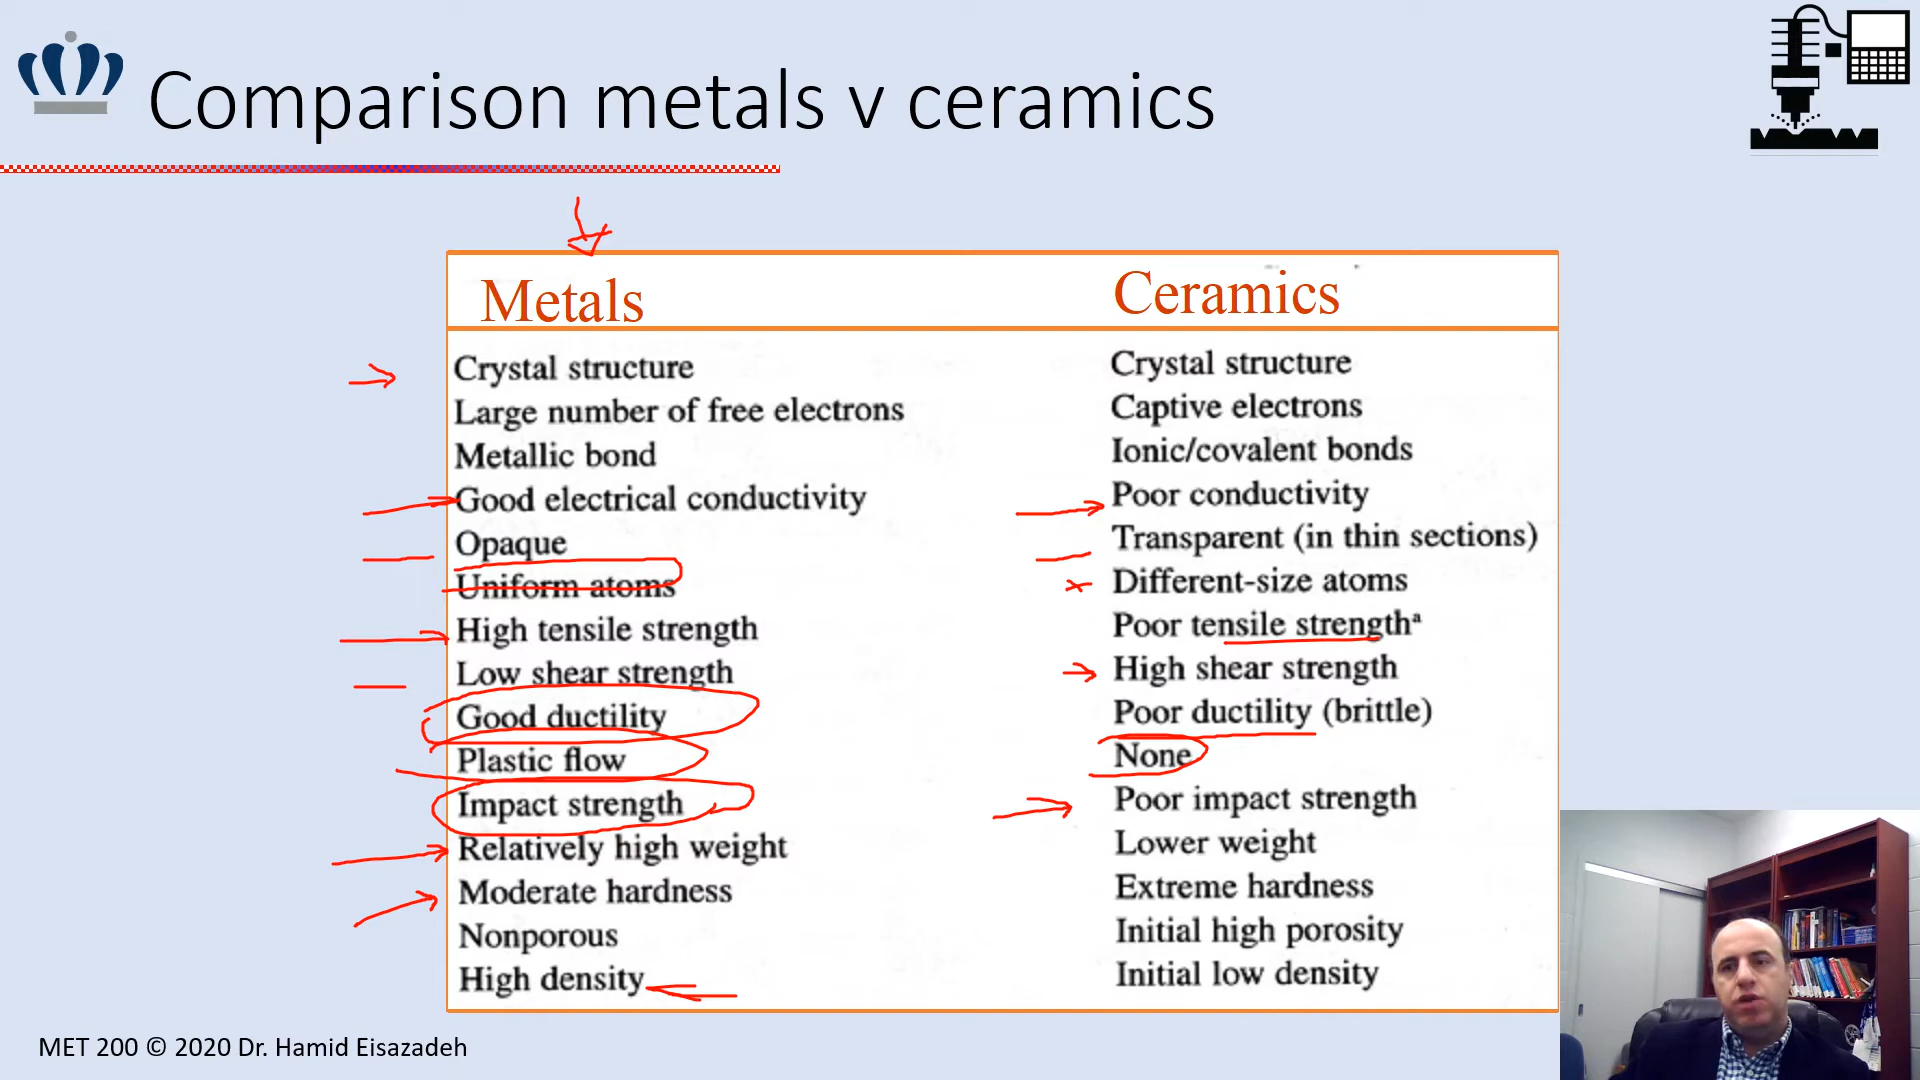 Comparison metals v ceramics
Metals Ceramics
Crystal structure Crystal structure
Large number of free electrons Captive electrons
Metallic bond Ionic/covalent bonds
Good electrical conductivity Poor conductivity
Opaque Transparent (in thin sections)
Uniform atoms Different-size atoms
High tensile strength Poor tensile strengthᵃ
Low shear strength High shear strength
Good ductility Poor ductility (brittle)
Plastic flow None
Impact strength Poor impact strength
Relatively high weight Lower weight
Moderate hardness Extreme hardness
Nonporous Initial high porosity
High density Initial low density
MET 200 © 2020 Dr. Hamid Eisazadeh